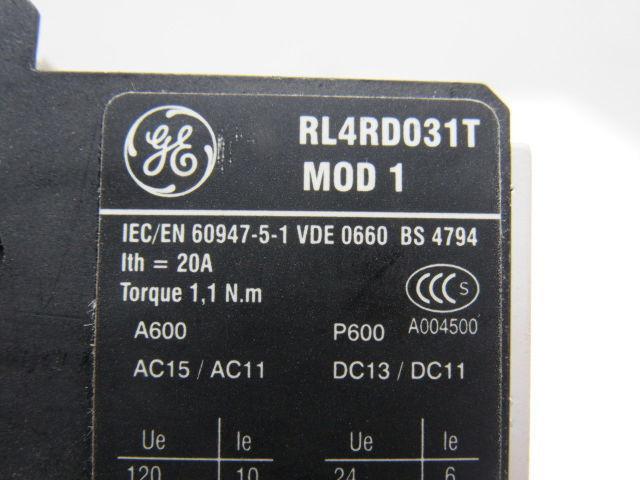 GE
RL4RD031T
MOD 1
IEC/EN 60947-5-1 VDE 0660 BS 4794
Ith = 20A
Torque 1,1 N.m
CCC S
A600 P600 A004500
AC15 / AC11 DC13 / DC11
Ue Ie Ue Ie
120 10 24 6